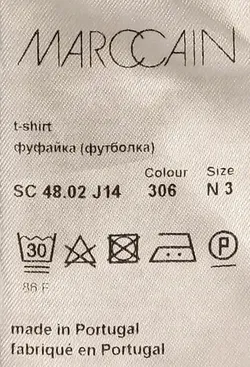 MARCCAIN
t-shirt
фуфайка (футболка)
Colour Size
SC 48.02 J14 306 N 3
30
P
86 F
made in Portugal
fabriqué en Portugal